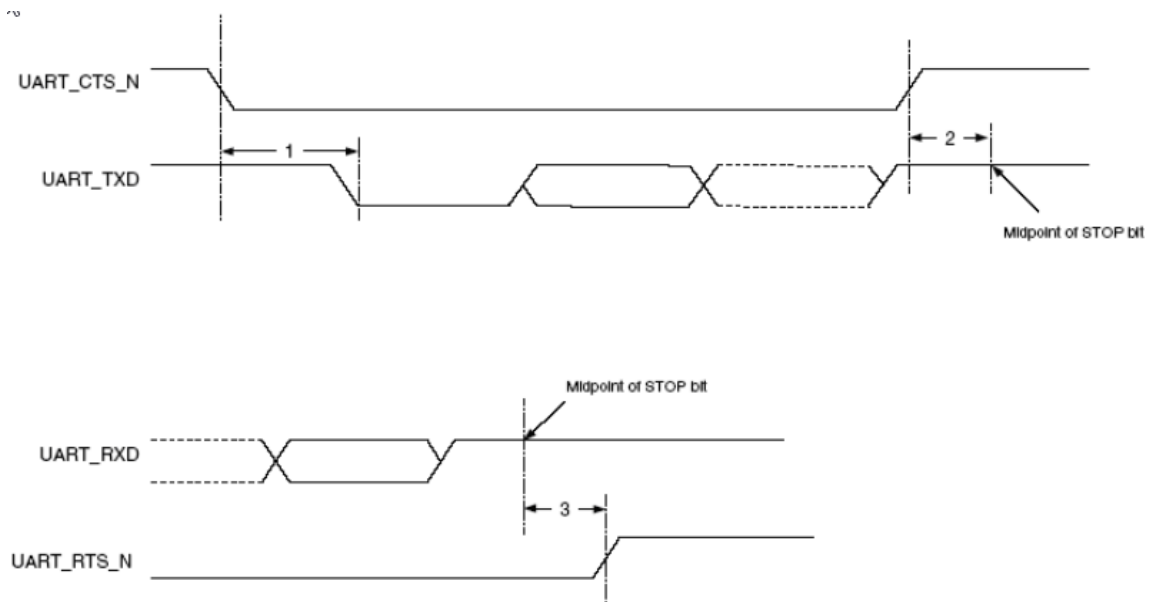 UART_CTS_N
1
2
UART_TXD
Midpoint of STOP bit
Midpoint of STOP bit
UART_RXD
3
UART_RTS_N